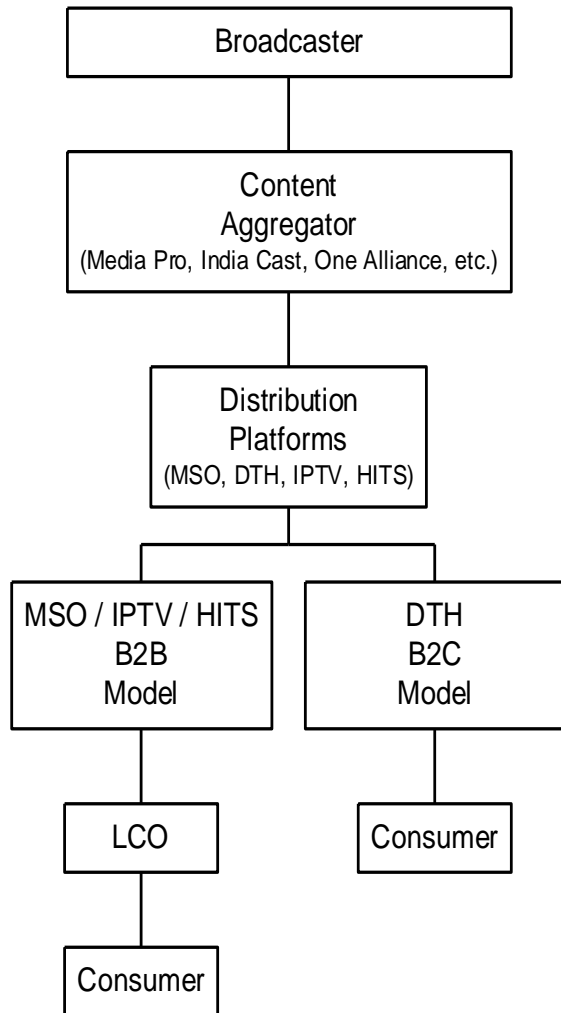 Broadcaster
Content
Aggregator
(Media Pro, India Cast, One Alliance, etc.)
Distribution
Platforms
(MSO, DTH, IPTV, HITS)
MSO / IPTV / HITS
B2B
Model
DTH
B2C
Model
LCO
Consumer
Consumer